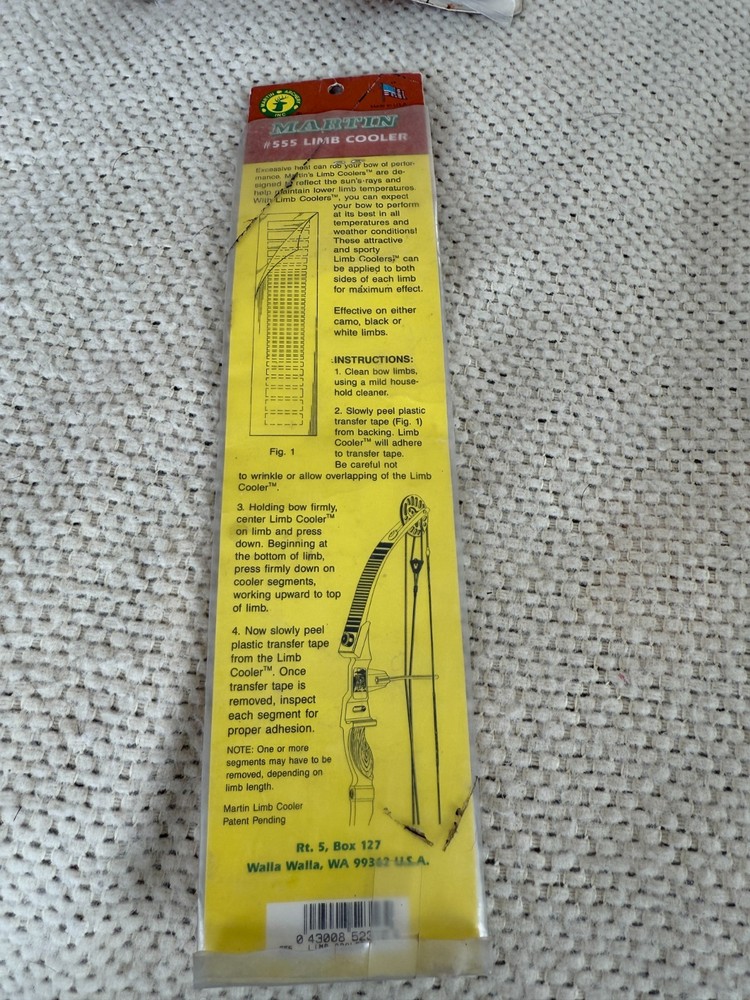 MARTIN ARCHERY INC
MARTIN
#555 LIMB COOLER
Excessive heat can rob your bow of perfor-
mance. Martin's Limb Coolers™ are de-
signed to reflect the sun's rays and
help maintain lower limb temperatures.
With Limb Coolers™, you can expect
your bow to perform
at its best in all
temperatures and
weather conditions!
These attractive
and sporty
Limb Coolers™ can
be applied to both
sides of each limb
for maximum effect.
Effective on either
camo, black or
white limbs.
INSTRUCTIONS:
1. Clean bow limbs,
using a mild house-
hold cleaner.
2. Slowly peel plastic
transfer tape (Fig. 1)
from backing. Limb
Cooler™ will adhere
to transfer tape.
Be careful not
to wrinkle or allow overlapping of the Limb
Cooler™.
Fig. 1
3. Holding bow firmly,
center Limb Cooler™
on limb and press
down. Beginning at
the bottom of limb,
press firmly down on
cooler segments,
working upward to top
of limb.
4. Now slowly peel
plastic transfer tape
from the Limb
Cooler™. Once
transfer tape is
removed, inspect
each segment for
proper adhesion.
NOTE: One or more
segments may have to be
removed, depending on
limb length.
Martin Limb Cooler
Patent Pending
Rt. 5, Box 127
Walla Walla, WA 99362 U.S.A.
0 43008